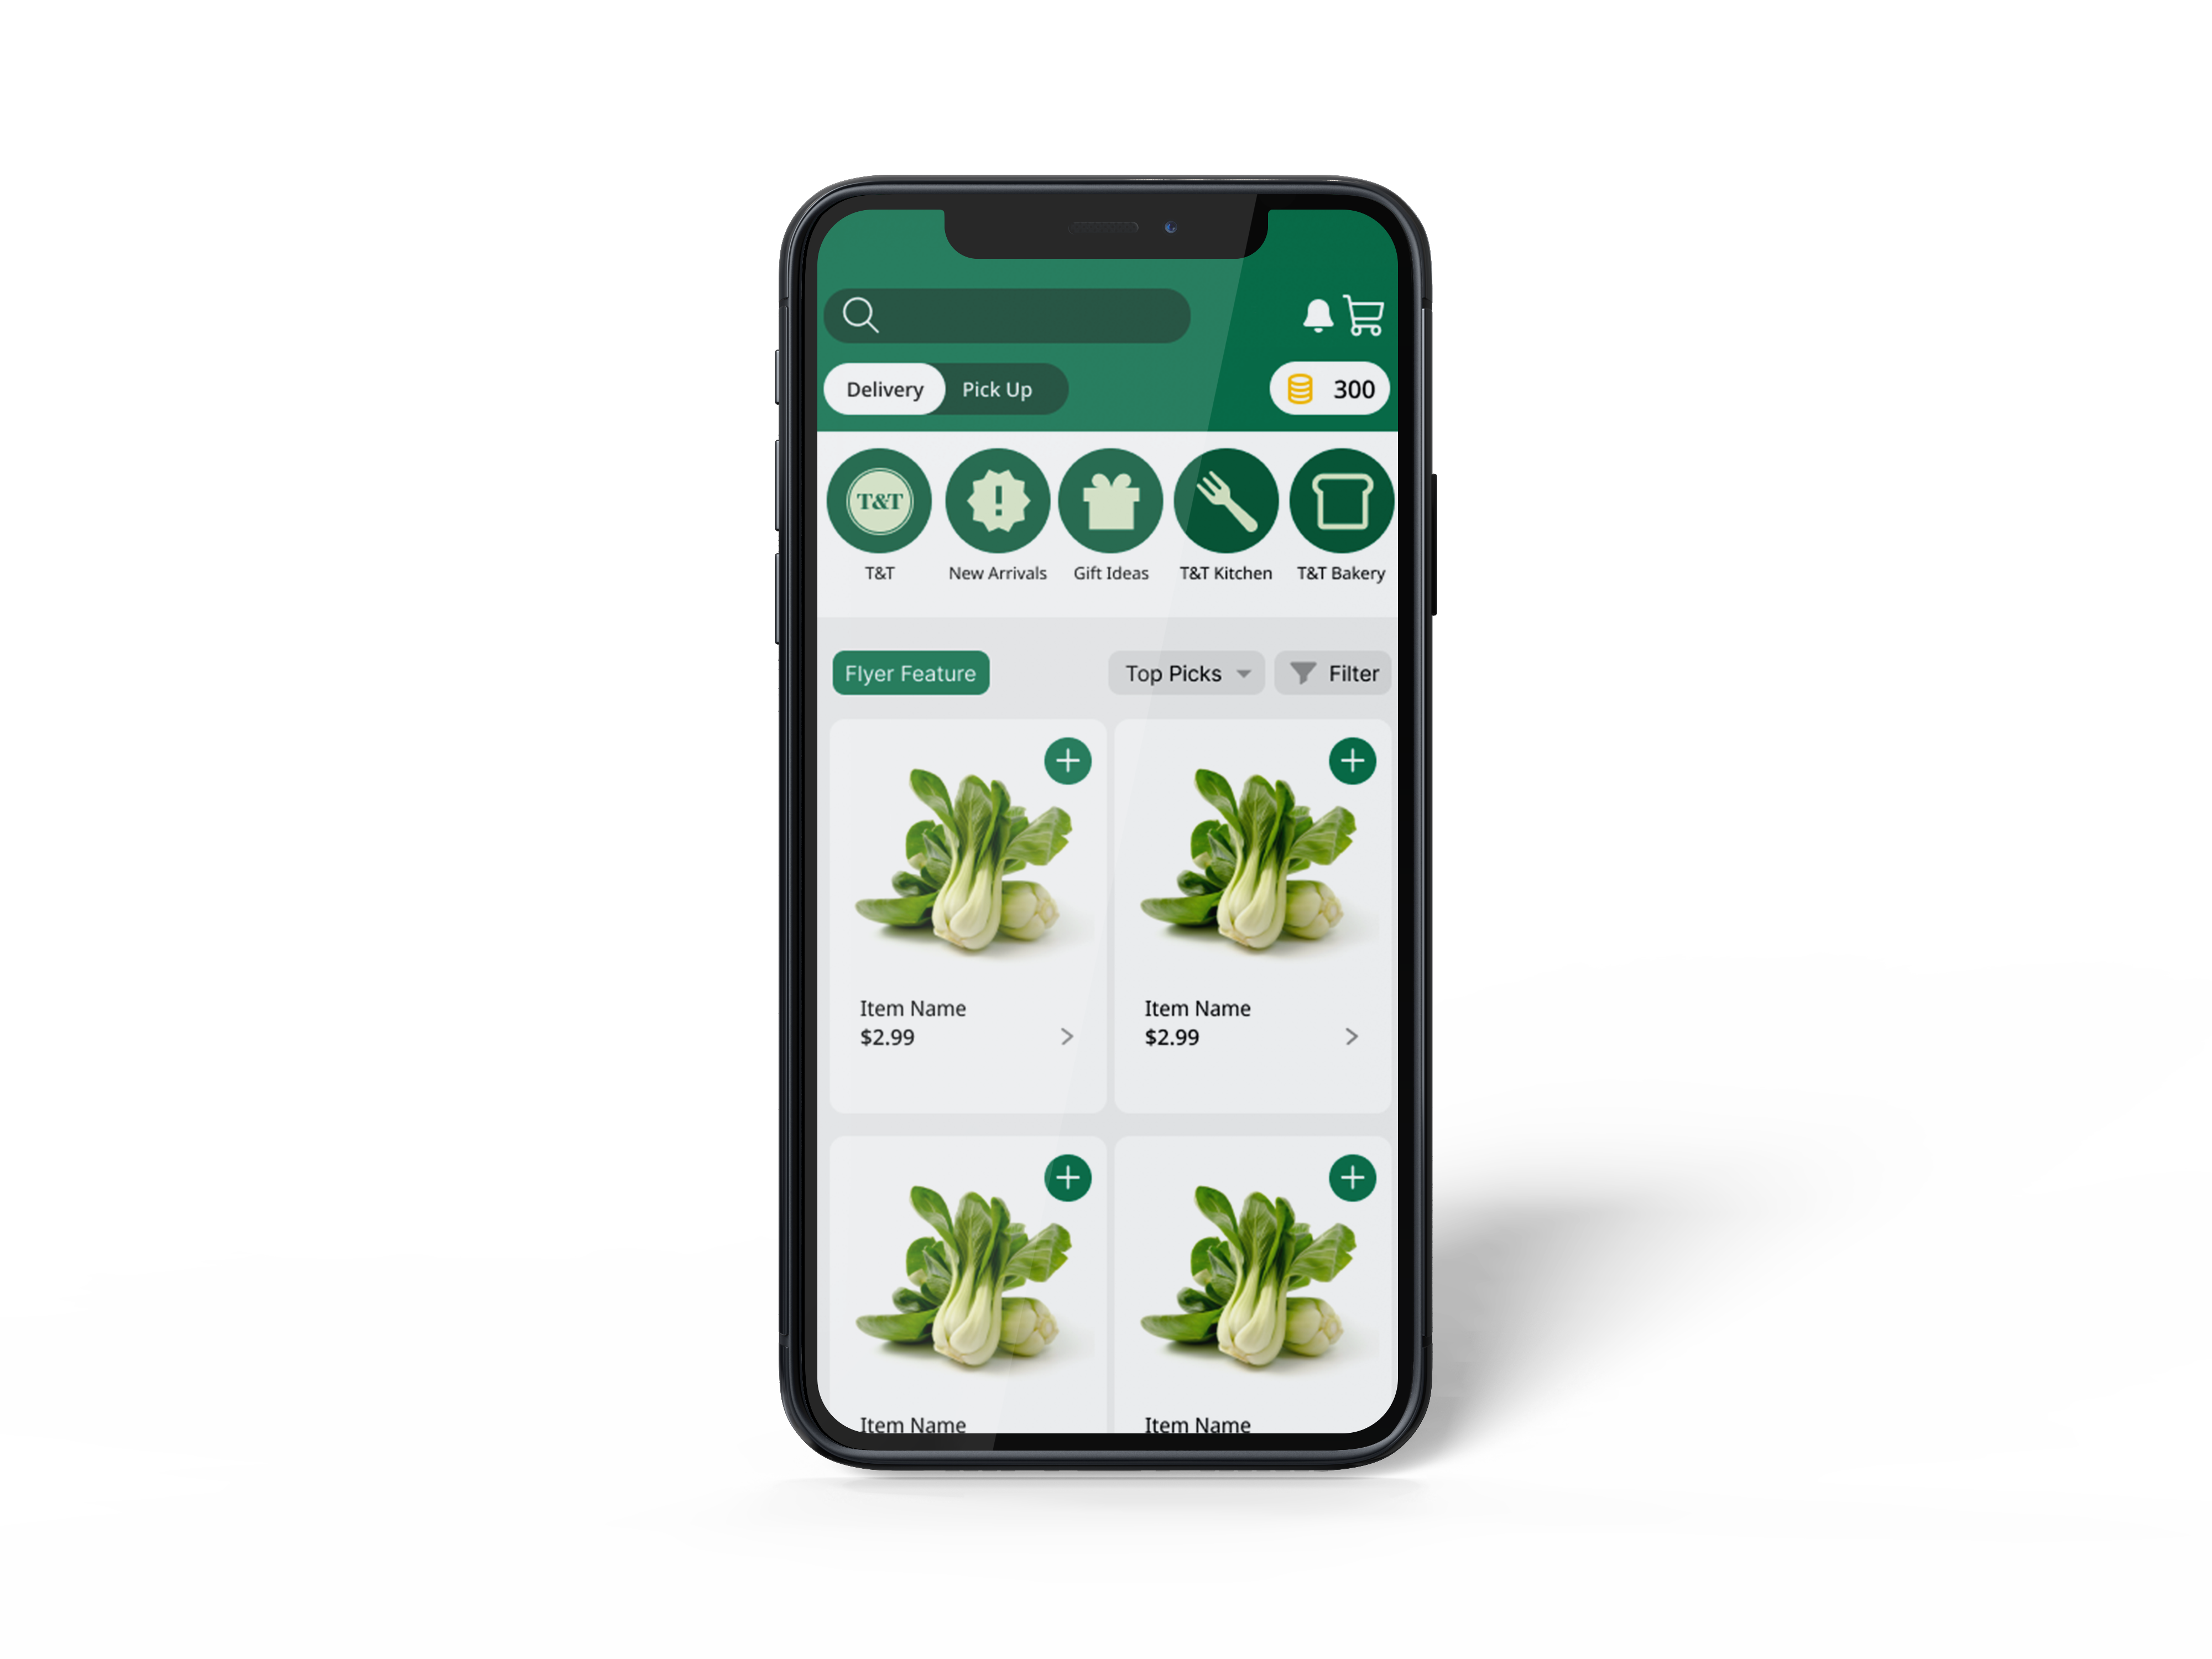 Delivery
Pick Up
300
T&T
T&T
New Arrivals
Gift Ideas
T&T Kitchen
T&T Bakery
Flyer Feature
Top Picks
Filter
Item Name
$2.99
Item Name
$2.99
Item Name
Item Name